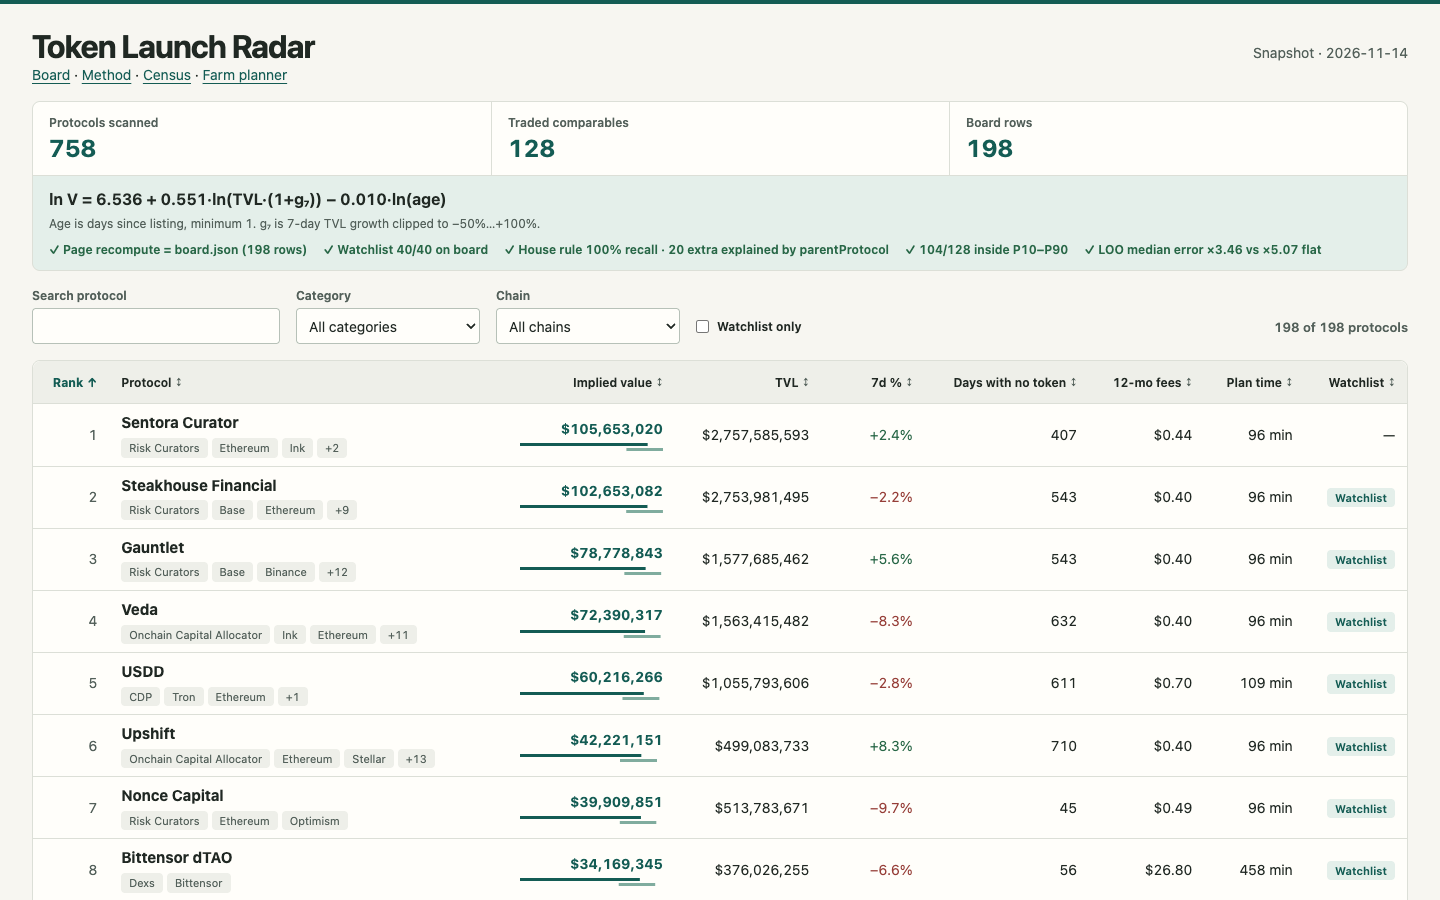 Token Launch Radar
Snapshot · 2026-11-14
Board · Method · Census · Farm planner
Protocols scanned
758
Traded comparables
128
Board rows
198
ln V = 6.536 + 0.551·ln(TVL·(1+g₇)) − 0.010·ln(age)
Age is days since listing, minimum 1. g₇ is 7-day TVL growth clipped to −50%…+100%.
✓ Page recompute = board.json (198 rows) ✓ Watchlist 40/40 on board ✓ House rule 100% recall · 20 extra explained by parentProtocol ✓ 104/128 inside P10–P90 ✓ LOO median error ×3.46 vs ×5.07 flat
Search protocol
Category
Chain
All categories
All chains
Watchlist only
198 of 198 protocols
Rank ↑ Protocol ↕ Implied value ↕ TVL ↕ 7d % ↕ Days with no token ↕ 12-mo fees ↕ Plan time ↕ Watchlist ↕
1 Sentora Curator $105,653,020 $2,757,585,593 +2.4% 407 $0.44 96 min —
Risk Curators Ethereum Ink +2
2 Steakhouse Financial $102,653,082 $2,753,981,495 −2.2% 543 $0.40 96 min Watchlist
Risk Curators Base Ethereum +9
3 Gauntlet $78,778,843 $1,577,685,462 +5.6% 543 $0.40 96 min Watchlist
Risk Curators Base Binance +12
4 Veda $72,390,317 $1,563,415,482 −8.3% 632 $0.40 96 min Watchlist
Onchain Capital Allocator Ink Ethereum +11
5 USDD $60,216,266 $1,055,793,606 −2.8% 611 $0.70 109 min Watchlist
CDP Tron Ethereum +1
6 Upshift $42,221,151 $499,083,733 +8.3% 710 $0.40 96 min Watchlist
Onchain Capital Allocator Ethereum Stellar +13
7 Nonce Capital $39,909,851 $513,783,671 −9.7% 45 $0.49 96 min Watchlist
Risk Curators Ethereum Optimism
8 Bittensor dTAO $34,169,345 $376,026,255 −6.6% 56 $26.80 458 min Watchlist
Dexs Bittensor